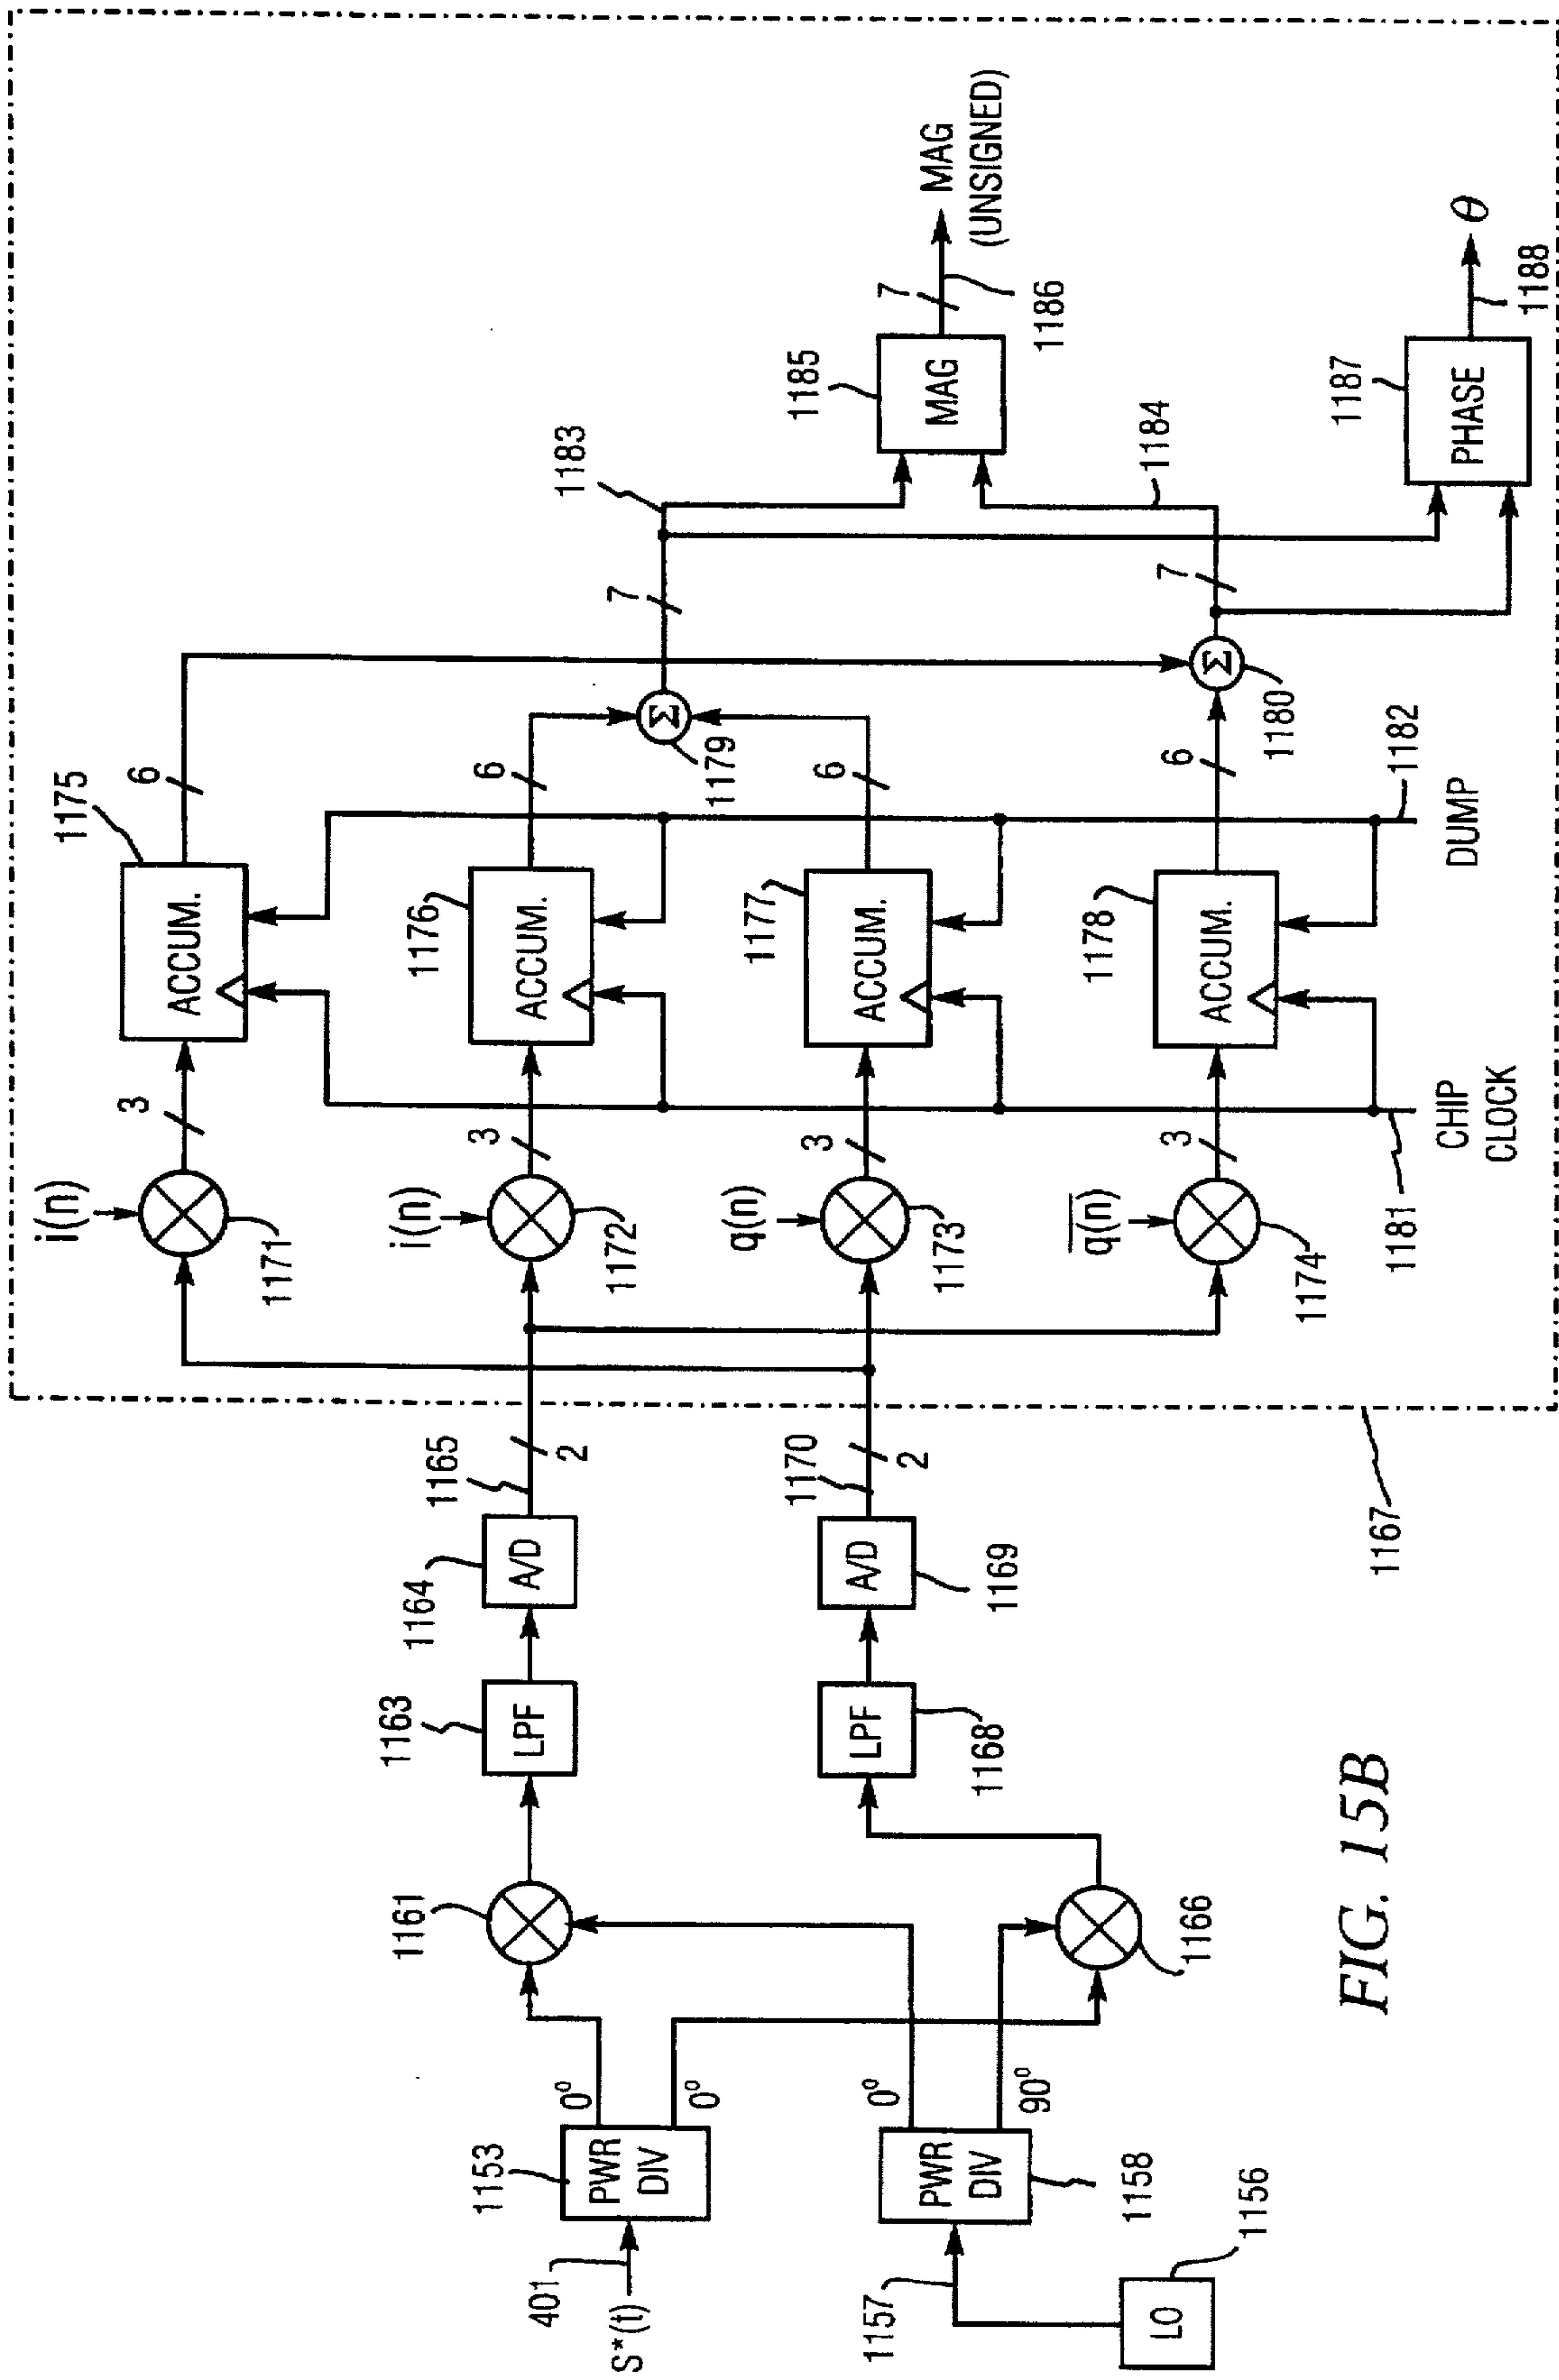 S*(t)
401
1153
PWR
DIV
0°
0°
1161
1163
LPF
1164
A/D
1165
2
LO
1156
1157
PWR
DIV
1158
0°
90°
1166
LPF
1168
A/D
1169
1170
2
1167
i(n)
1171
3
1175
ACCUM.
6
i(n)
1172
3
1176
ACCUM.
6
q(n)
1173
3
1177
ACCUM.
6
q(n)
1174
3
1178
ACCUM.
6
1181
CHIP
CLOCK
1182
DUMP
Σ
1179
7
1183
Σ
1180
7
1184
1185
MAG
7
1186
MAG
(UNSIGNED)
1187
PHASE
1188
θ
FIG. 15B